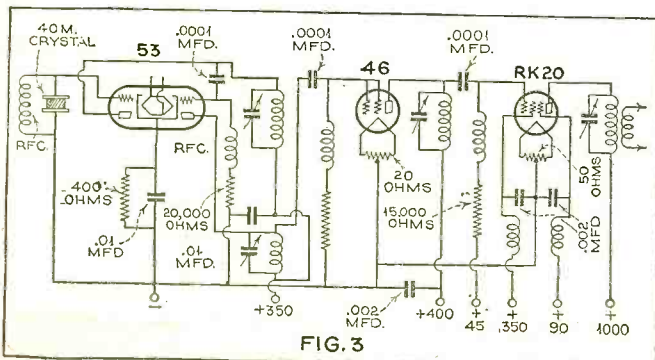 40 M.
CRYSTAL
53
.0001
MFD.
.0001
MFD.
46
.0001
MFD.
RK20
RFC.
400
OHMS
.01
MFD
RFC.
20,000
OHMS
.01
MFD.
20
OHMS
15,000
OHMS
50
OHMS
.002
MFD
.002
MFD.
−
+350
+400
+
45
+
350
+
90
+
1000
FIG. 3